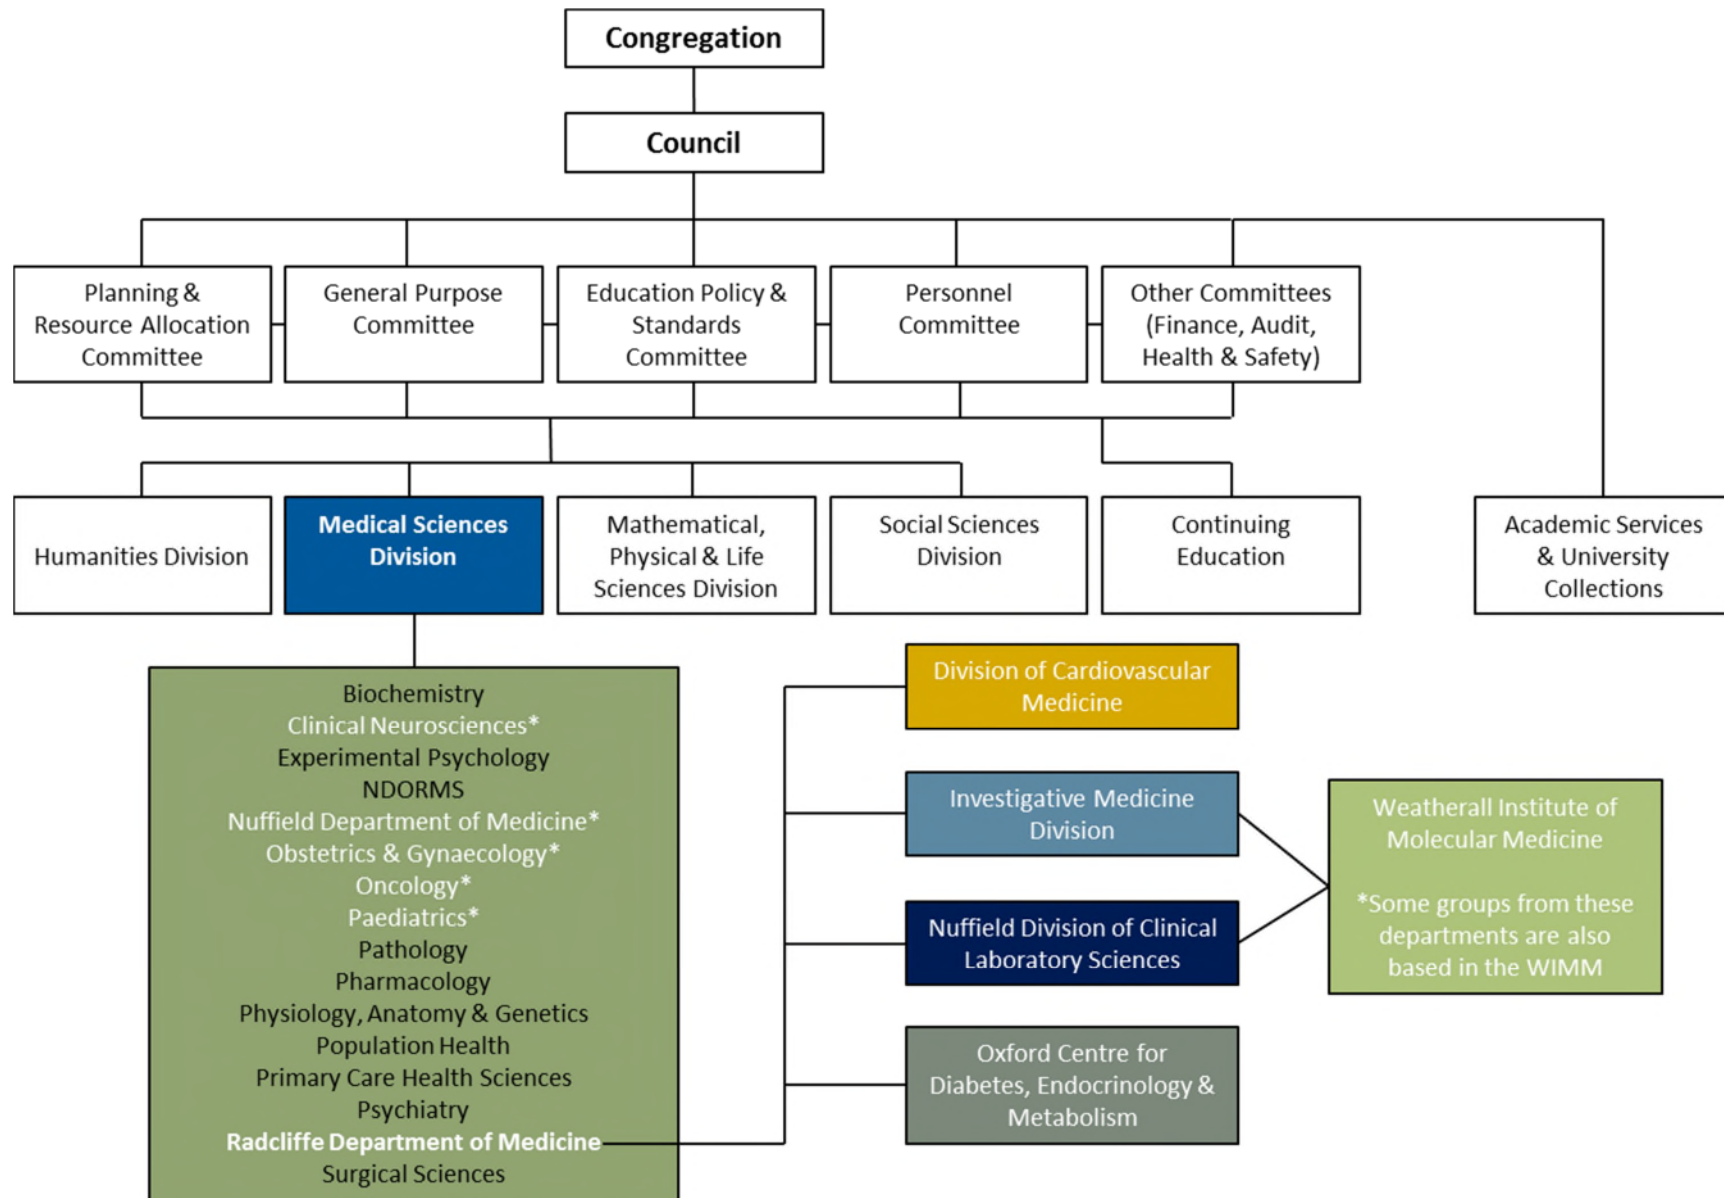 Congregation
Council
Planning &
Resource Allocation
Committee
General Purpose
Committee
Education Policy &
Standards
Committee
Personnel
Committee
Other Committees
(Finance, Audit,
Health & Safety)
Humanities Division
Medical Sciences
Division
Mathematical,
Physical & Life
Sciences Division
Social Sciences
Division
Continuing
Education
Academic Services
& University
Collections
Biochemistry
Clinical Neurosciences*
Experimental Psychology
NDORMS
Nuffield Department of Medicine*
Obstetrics & Gynaecology*
Oncology*
Paediatrics*
Pathology
Pharmacology
Physiology, Anatomy & Genetics
Population Health
Primary Care Health Sciences
Psychiatry
Radcliffe Department of Medicine
Surgical Sciences
Division of Cardiovascular
Medicine
Investigative Medicine
Division
Nuffield Division of Clinical
Laboratory Sciences
Oxford Centre for
Diabetes, Endocrinology &
Metabolism
Weatherall Institute of
Molecular Medicine
*Some groups from these
departments are also
based in the WIMM